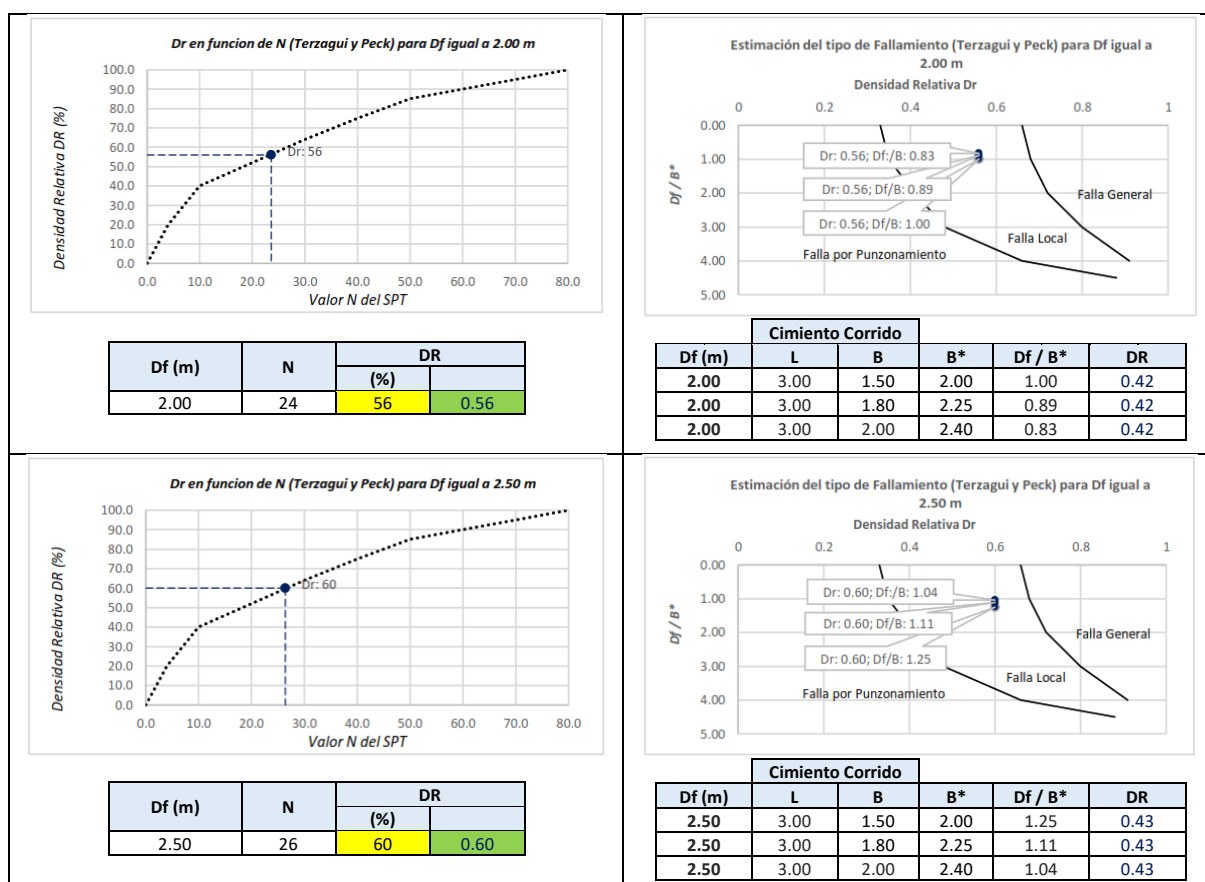 Dr en funcion de N (Terzagui y Peck) para Df igual a 2.00 m
Densidad Relativa DR (%)
100.0
90.0
80.0
70.0
60.0
50.0
40.0
30.0
20.0
10.0
0.0
Dr: 56
0.0 10.0 20.0 30.0 40.0 50.0 60.0 70.0 80.0
Valor N del SPT
Df (m) N DR
(%)
2.00 24 56 0.56
Estimación del tipo de Fallamiento (Terzagui y Peck) para Df igual a
2.00 m
Densidad Relativa Dr
0 0.2 0.4 0.6 0.8 1
Df / B*
0.00
1.00
2.00
3.00
4.00
5.00
Dr: 0.56; Df:/B: 0.83
Dr: 0.56; Df/B: 0.89
Dr: 0.56; Df/B: 1.00
Falla General
Falla Local
Falla por Punzonamiento
Cimiento Corrido
Df (m) L B B* Df / B* DR
2.00 3.00 1.50 2.00 1.00 0.42
2.00 3.00 1.80 2.25 0.89 0.42
2.00 3.00 2.00 2.40 0.83 0.42
Dr en funcion de N (Terzagui y Peck) para Df igual a 2.50 m
Densidad Relativa DR (%)
100.0
90.0
80.0
70.0
60.0
50.0
40.0
30.0
20.0
10.0
0.0
Dr: 60
0.0 10.0 20.0 30.0 40.0 50.0 60.0 70.0 80.0
Valor N del SPT
Df (m) N DR
(%)
2.50 26 60 0.60
Estimación del tipo de Fallamiento (Terzagui y Peck) para Df igual a
2.50 m
Densidad Relativa Dr
0 0.2 0.4 0.6 0.8 1
Df / B*
0.00
1.00
2.00
3.00
4.00
5.00
Dr: 0.60; Df/B: 1.04
Dr: 0.60; Df/B: 1.11
Dr: 0.60; Df/B: 1.25
Falla General
Falla Local
Falla por Punzonamiento
Cimiento Corrido
Df (m) L B B* Df / B* DR
2.50 3.00 1.50 2.00 1.25 0.43
2.50 3.00 1.80 2.25 1.11 0.43
2.50 3.00 2.00 2.40 1.04 0.43